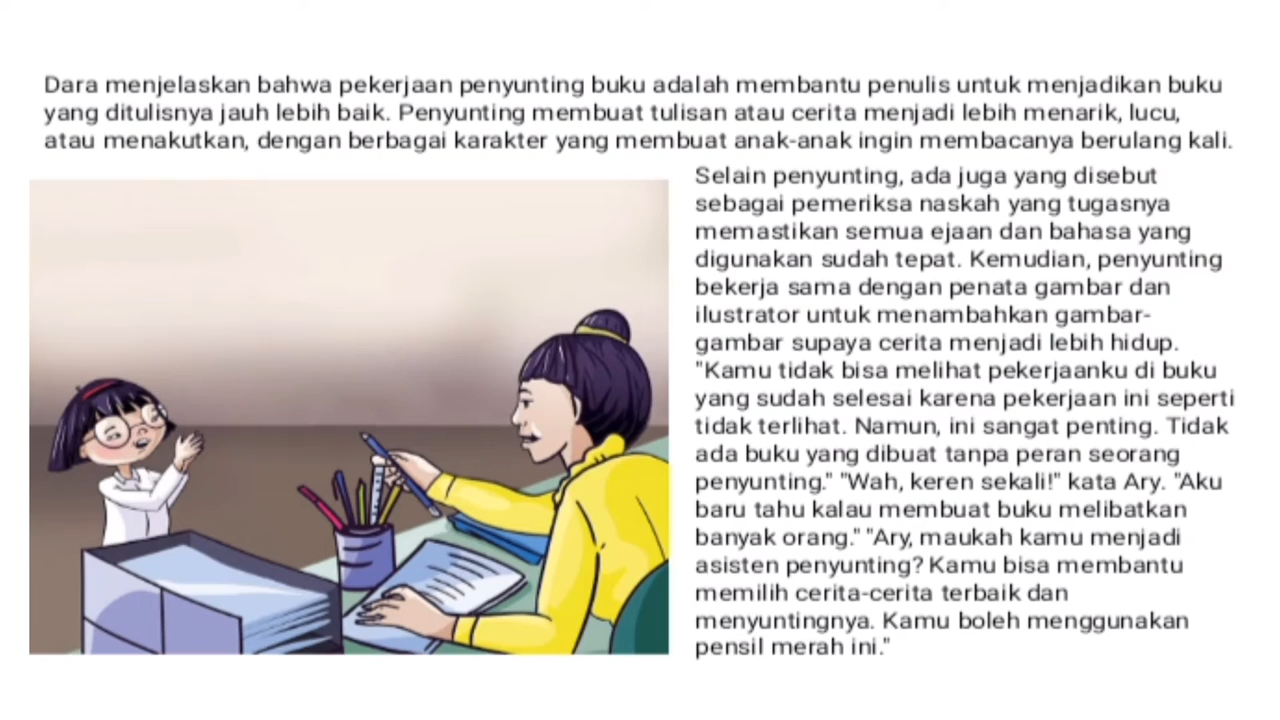 Dara menjelaskan bahwa pekerjaan penyunting buku adalah membantu penulis untuk menjadikan buku
yang ditulisnya jauh lebih baik. Penyunting membuat tulisan atau cerita menjadi lebih menarik, lucu,
atau menakutkan, dengan berbagai karakter yang membuat anak-anak ingin membacanya berulang kali.
Selain penyunting, ada juga yang disebut
sebagai pemeriksa naskah yang tugasnya
memastikan semua ejaan dan bahasa yang
digunakan sudah tepat. Kemudian, penyunting
bekerja sama dengan penata gambar dan
ilustrator untuk menambahkan gambar-
gambar supaya cerita menjadi lebih hidup.
"Kamu tidak bisa melihat pekerjaanku di buku
yang sudah selesai karena pekerjaan ini seperti
tidak terlihat. Namun, ini sangat penting. Tidak
ada buku yang dibuat tanpa peran seorang
penyunting." "Wah, keren sekali!" kata Ary. "Aku
baru tahu kalau membuat buku melibatkan
banyak orang." "Ary, maukah kamu menjadi
asisten penyunting? Kamu bisa membantu
memilih cerita-cerita terbaik dan
menyuntingnya. Kamu boleh menggunakan
pensil merah ini."